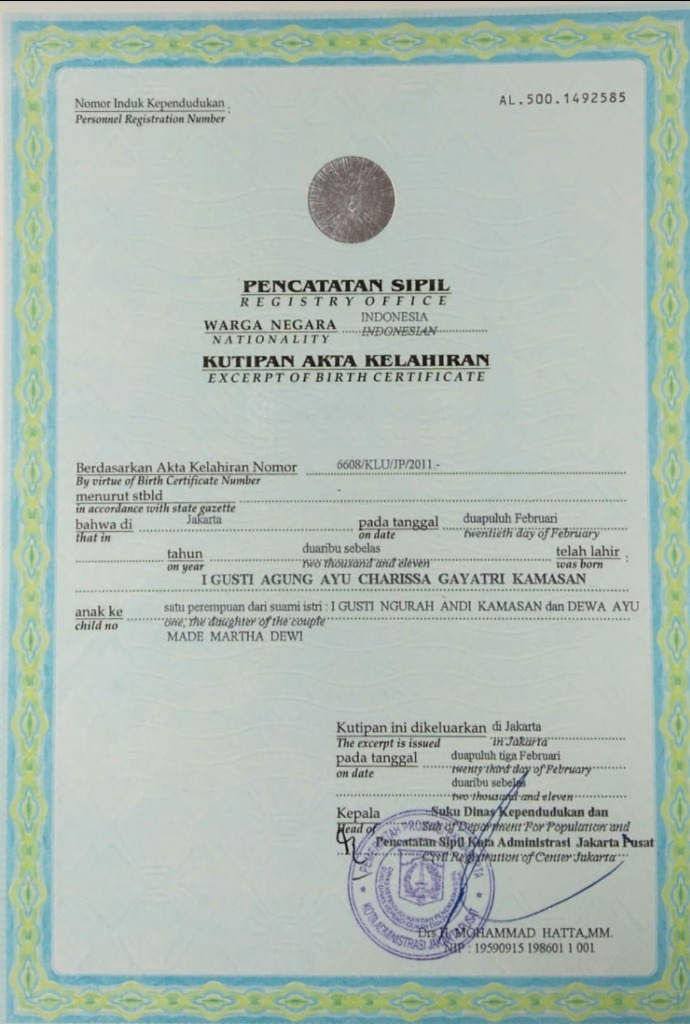 Nomor Induk Kependudukan :
Personnel Registration Number
AL.500.1492585
PENCATATAN SIPIL
REGISTRY OFFICE
WARGA NEGARA INDONESIA
NATIONALITY INDONESIAN
KUTIPAN AKTA KELAHIRAN
EXCERPT OF BIRTH CERTIFICATE
Berdasarkan Akta Kelahiran Nomor 6608/KLU/JP/2011.-
By virtue of Birth Certificate Number
menurut stbld -
in accordance with state gazette
bahwa di Jakarta pada tanggal duapuluh Februari
that in on date twentieth day of February
tahun duaribu sebelas telah lahir :
on year two thousand and eleven was born
I GUSTI AGUNG AYU CHARISSA GAYATRI KAMASAN
anak ke satu perempuan dari suami istri : I GUSTI NGURAH ANDI KAMASAN dan DEWA AYU
child no one, the daughter of the couple
MADE MARTHA DEWI
Kutipan ini dikeluarkan di Jakarta
The excerpt is issued in Jakarta
pada tanggal duapuluh tiga Februari
on date twenty third day of February
duaribu sebelas
two thousand and eleven
Kepala Suku Dinas Kependudukan dan
Head of Sub of Department For Population and
Pencatatan Sipil Kota Administrasi Jakarta Pusat
Civil Registration of Center Jakarta
KOTA ADMINISTRASI JAKARTA PUSAT
MOHAMMAD HATTA,MM.
NIP : 19590915 198601 1 001